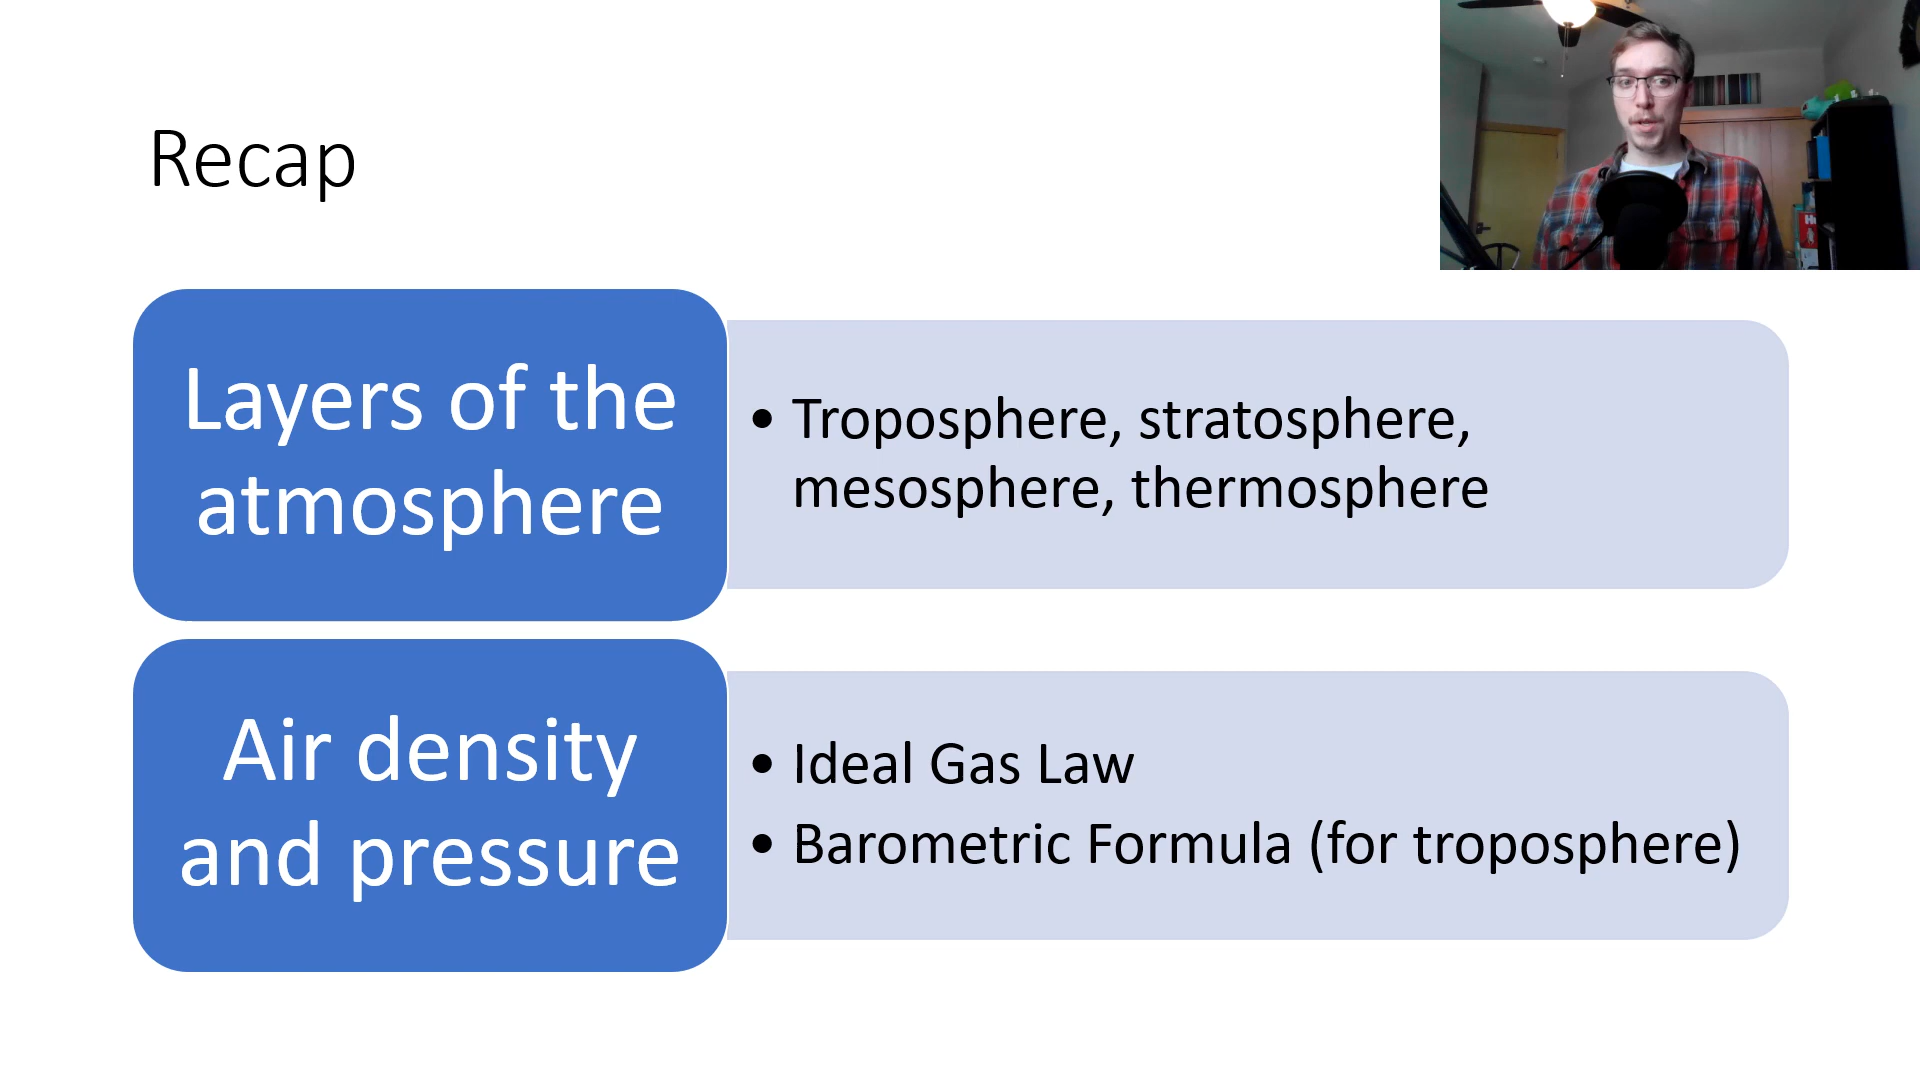 Recap
Layers of the
atmosphere
• Troposphere, stratosphere,
mesosphere, thermosphere
Air density
and pressure
• Ideal Gas Law
• Barometric Formula (for troposphere)